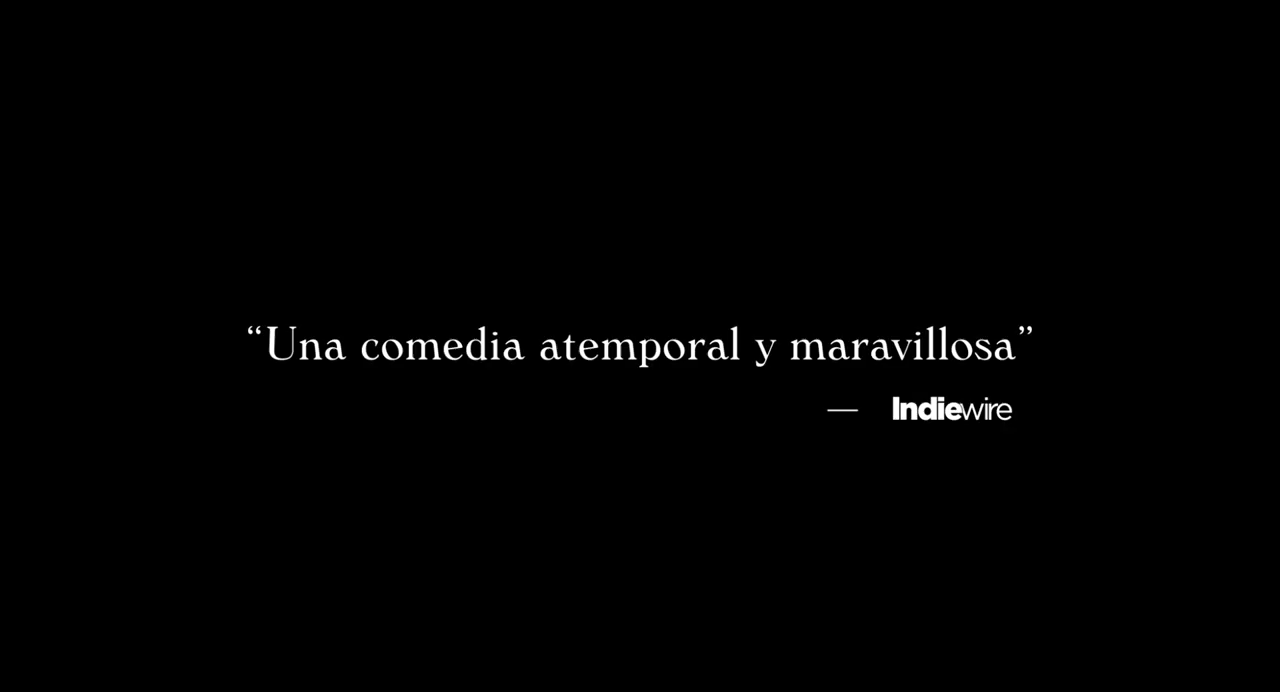 “Una comedia atemporal y maravillosa”
— Indiewire